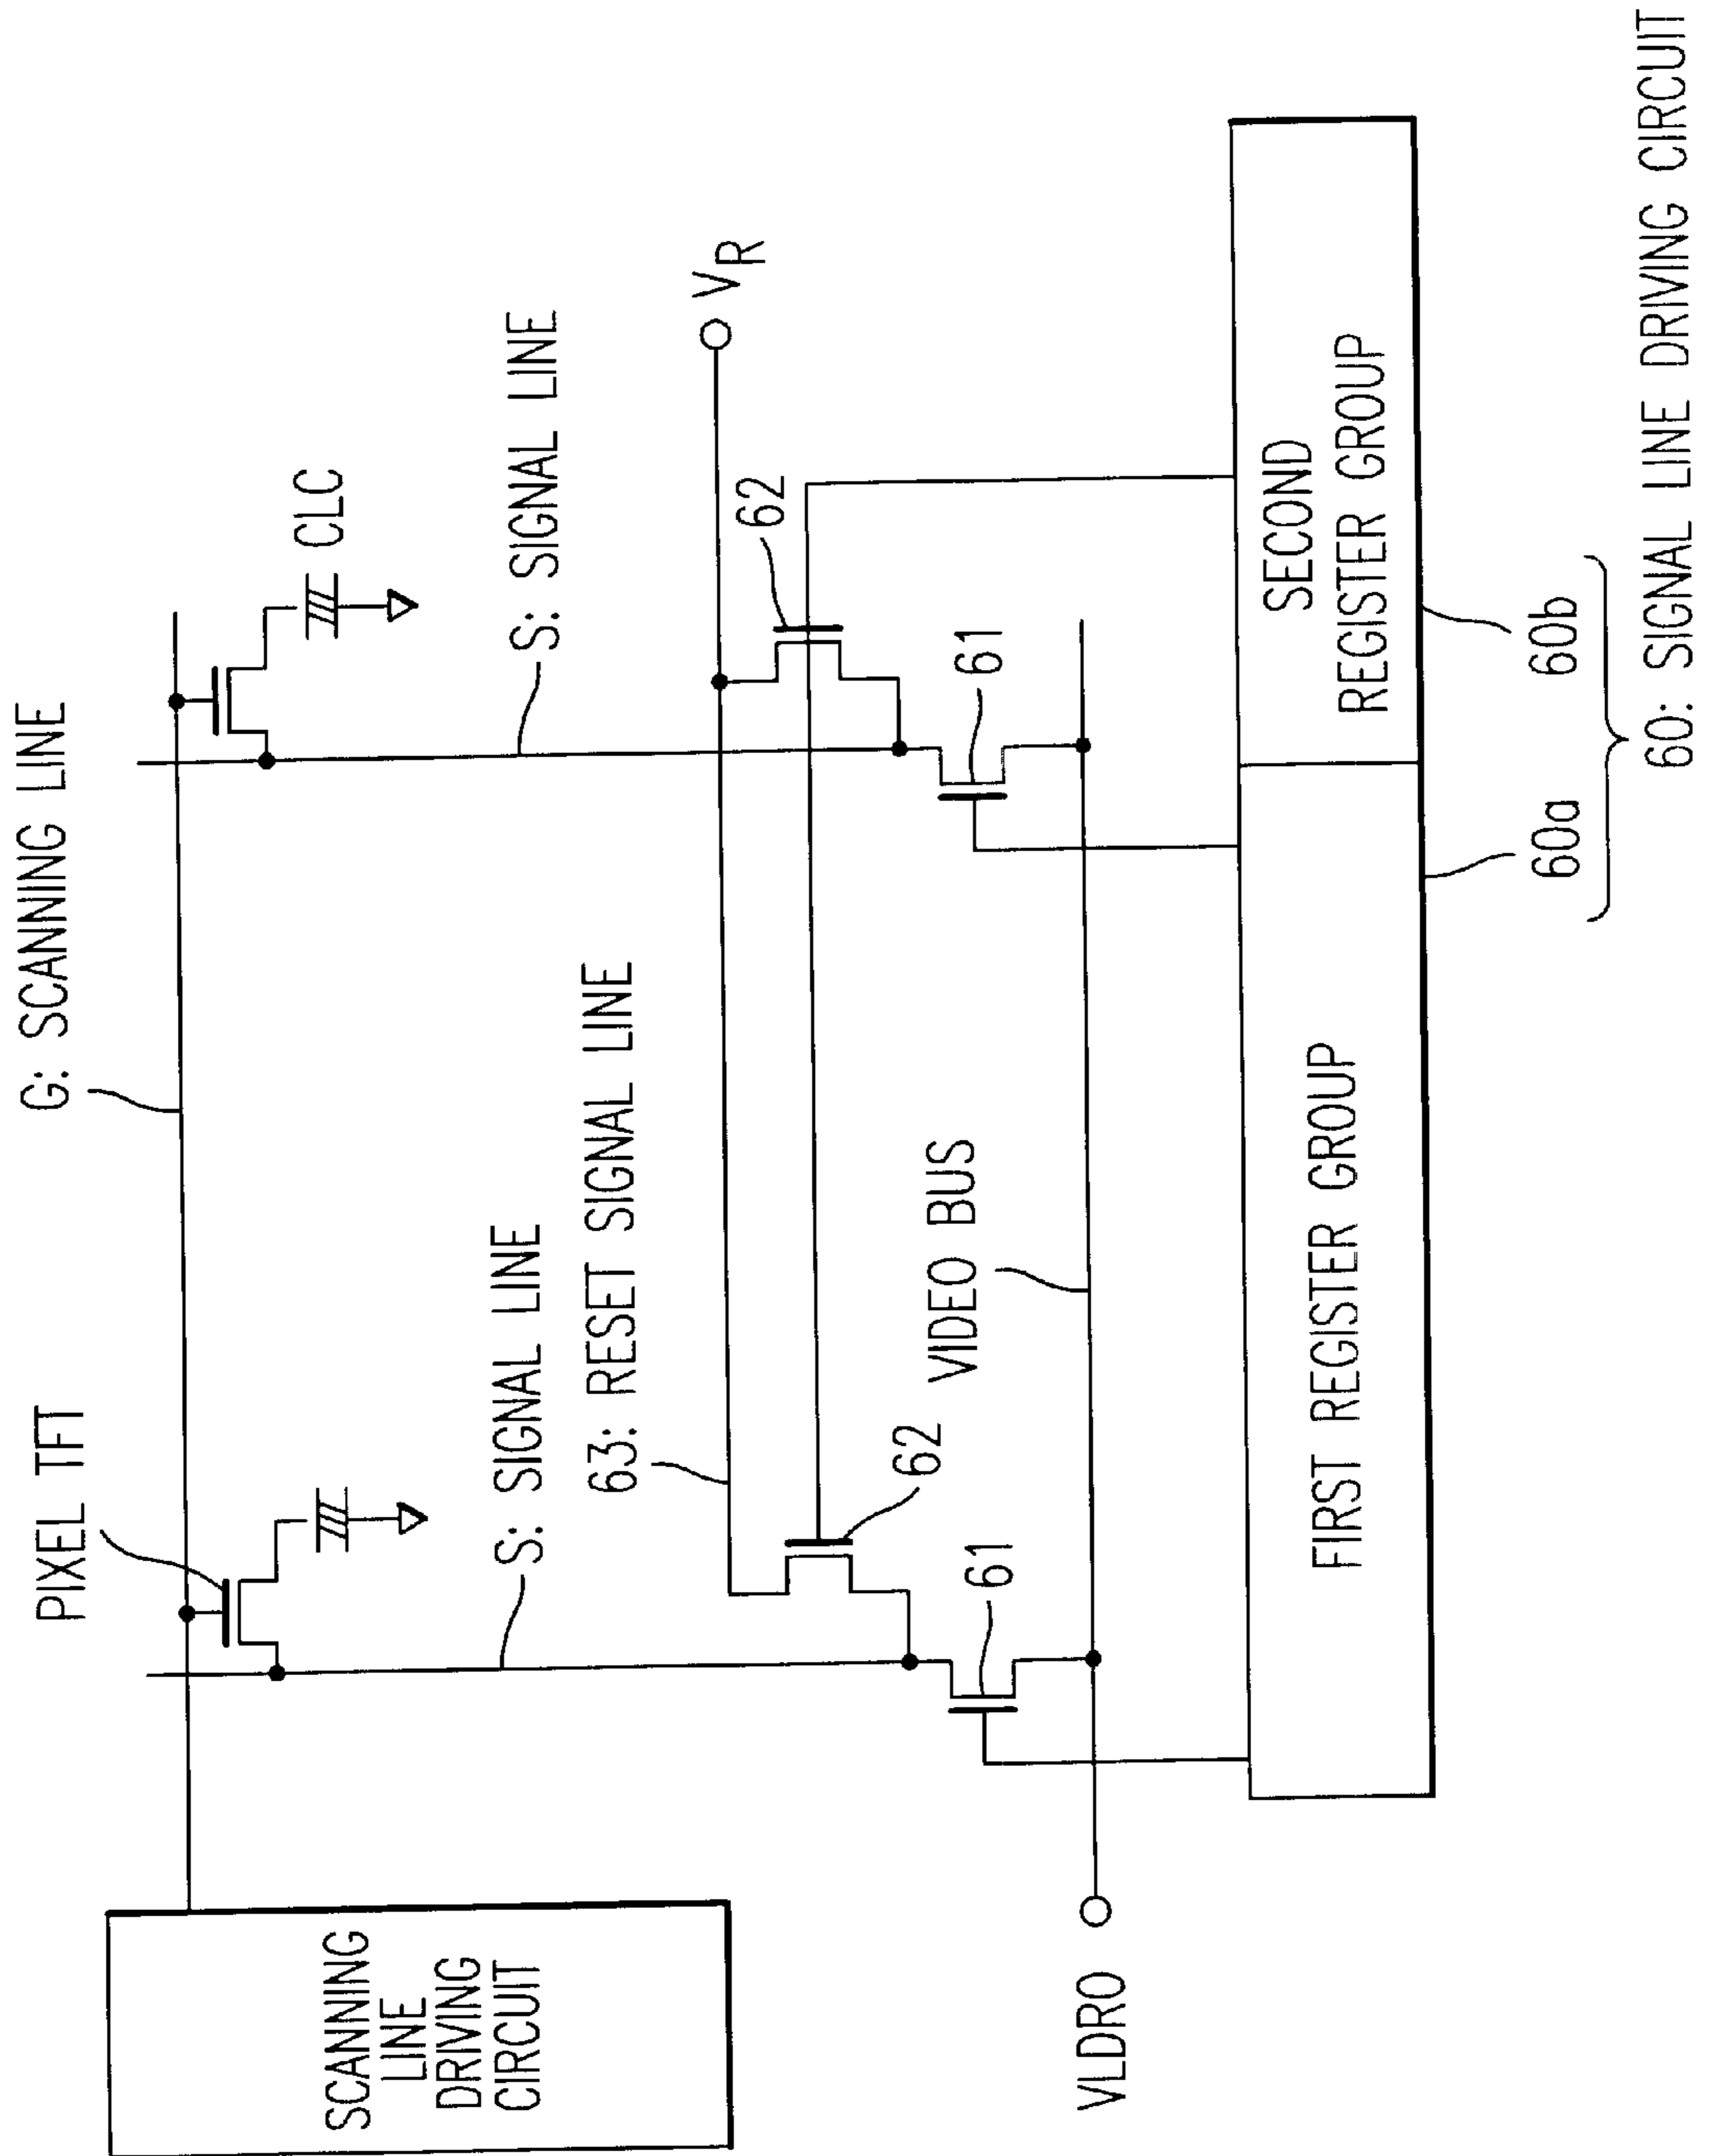 G: SCANNING LINE
PIXEL TFT
CLC
SCANNING
LINE
DRIVING
CIRCUIT
S: SIGNAL LINE
S: SIGNAL LINE
63: RESET SIGNAL LINE
VR
62
62
61
61
VIDEO BUS
VLDRO
FIRST REGISTER GROUP
SECOND
REGISTER GROUP
60a
60b
60: SIGNAL LINE DRIVING CIRCUIT